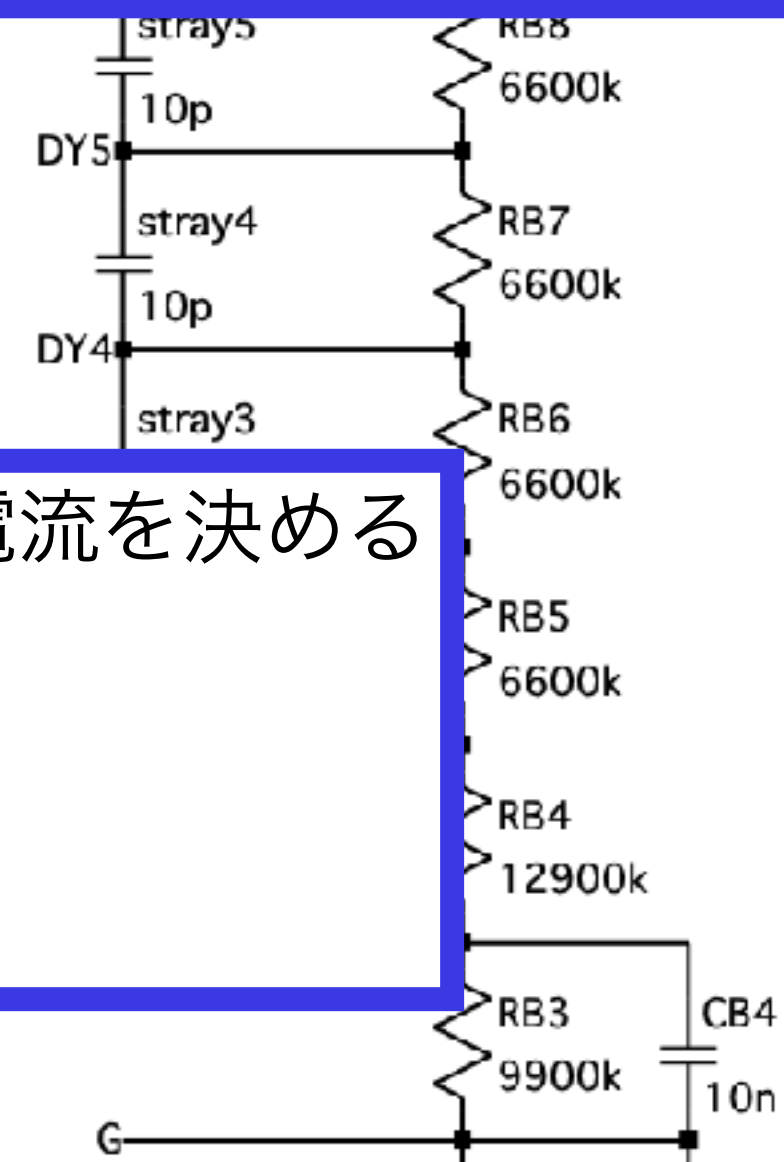 stray5
RB8
6600k
10p
DY5
stray4
RB7
6600k
10p
DY4
stray3
RB6
6600k
流を決める
RB5
6600k
RB4
12900k
RB3
CB4
9900k
10n
G